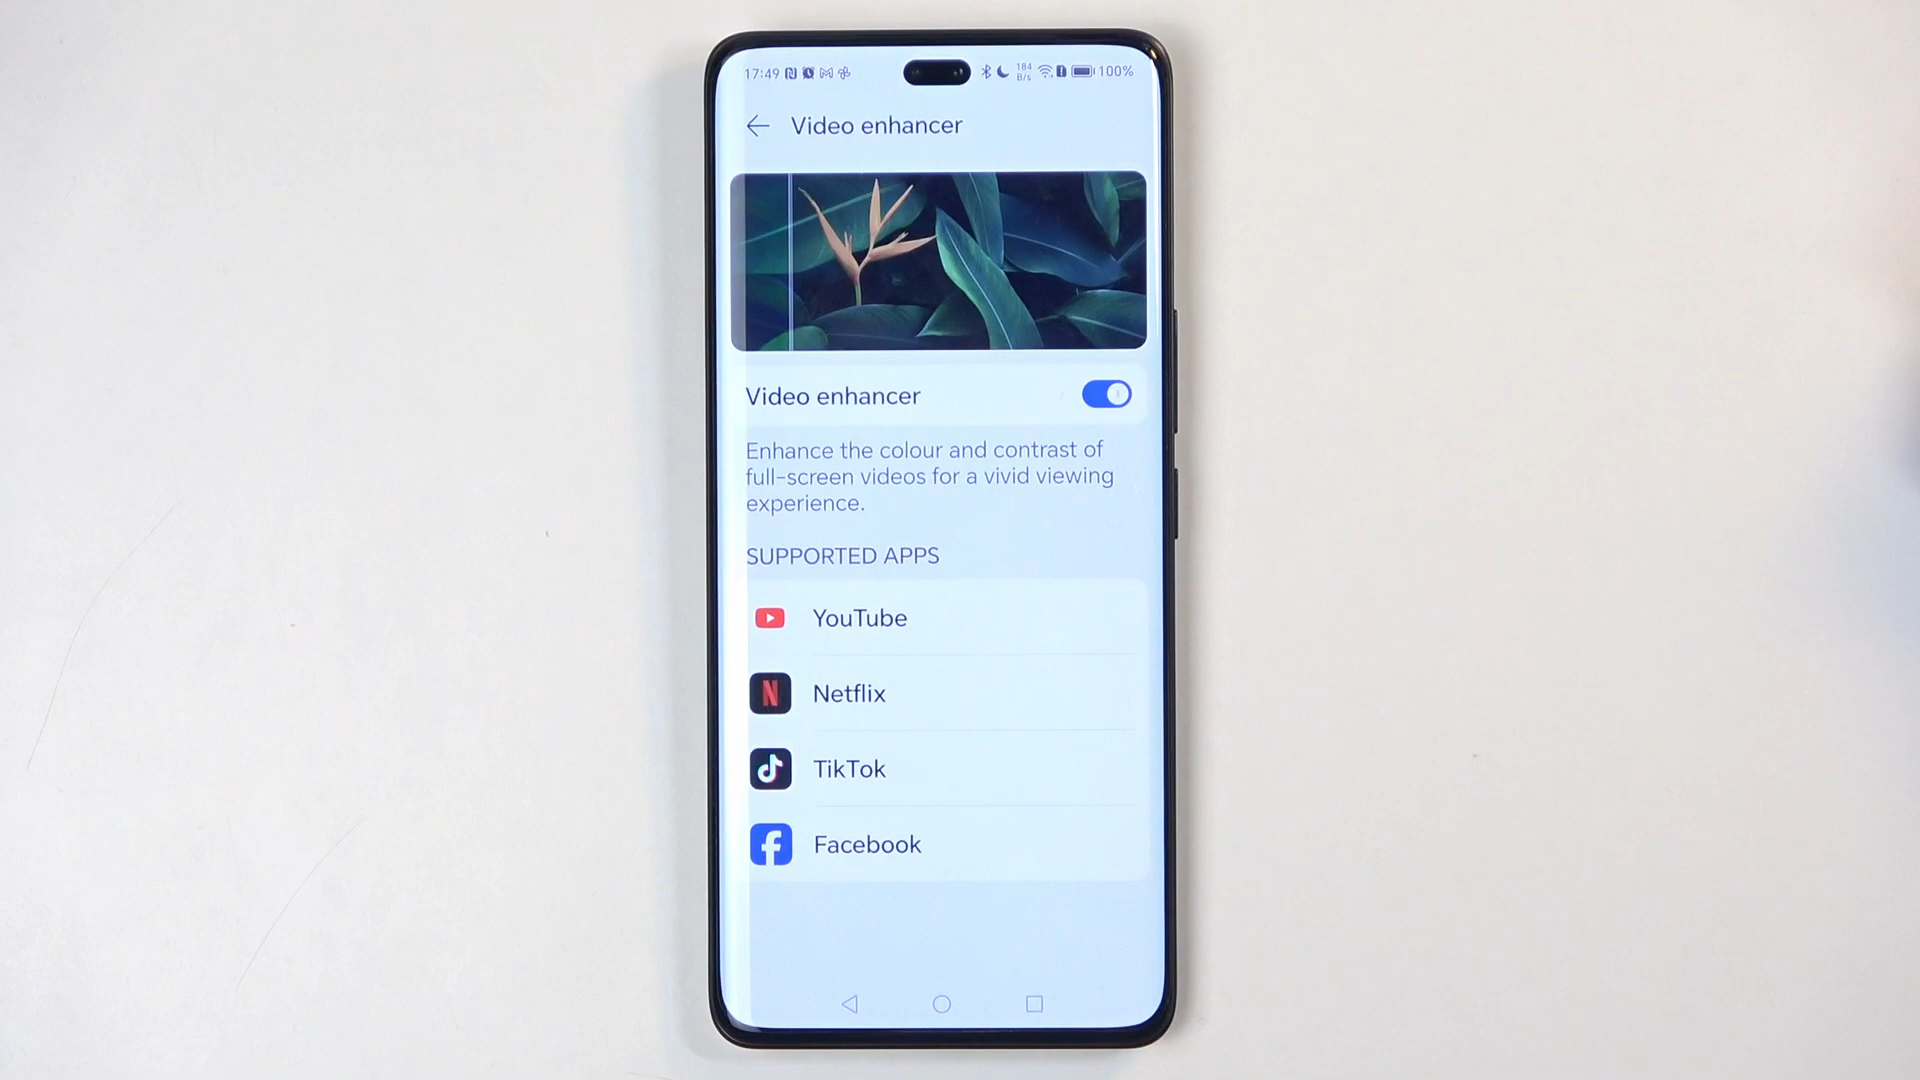 17:49 184 B/s 100%
Video enhancer
Video enhancer
Enhance the colour and contrast of
full-screen videos for a vivid viewing
experience.
SUPPORTED APPS
YouTube
N Netflix
TikTok
f Facebook